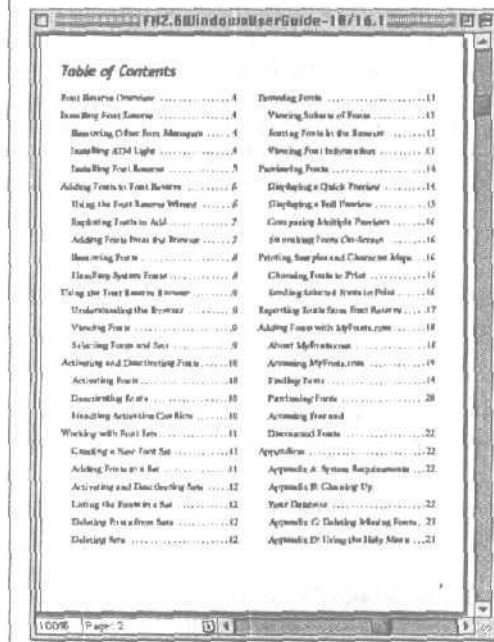 FR2.6WindowsUserGuide-10/16.1
Table of Contents
Font Reserve Overview ............... 4
Installing Font Reserve ............... 4
Removing Other Font Managers ..... 4
Installing ATM Light ............... 4
Installing Font Reserve ............... 5
Adding Fonts to Font Reserve ......... 6
Using the Font Reserve Wizard ...... 6
Exploring Fonts to Add ............... 7
Adding Fonts From the Browser ...... 7
Removing Fonts ............... 8
Handling System Fonts ............... 8
Using the Font Reserve Browser ....... 9
Understanding the Browser ......... 9
Viewing Fonts ............... 9
Selecting Fonts and Sets ............ 9
Activating and Deactivating Fonts .... 10
Activating Fonts ............... 10
Deactivating Fonts ............... 10
Handling Activation Conflicts ...... 10
Working with Font Sets ............ 11
Creating a New Font Set ............ 11
Adding Fonts to a Set ............ 11
Activating and Deactivating Sets .... 12
Listing the Fonts in a Set ......... 12
Deleting Fonts from Sets ......... 12
Deleting Sets ............... 12
Browsing Fonts ............... 13
Viewing Subsets of Fonts ......... 13
Sorting Fonts in the Browser ...... 13
Viewing Font Information ......... 13
Previewing Fonts ............... 14
Displaying a Quick Preview ......... 14
Displaying a Full Preview ......... 15
Comparing Multiple Previews ...... 16
Fonts On-Screen ......... 16
Printing Samples and Character Maps .. 16
Choosing Fonts to Print ......... 16
Sending Selected Fonts to Print ..... 16
Exporting Fonts from Font Reserve .... 17
Adding Fonts with MyFonts.com ...... 18
About MyFonts.com ............... 18
Accessing MyFonts.com ............ 19
Finding Fonts ............... 19
Purchasing Fonts ............... 20
Accessing Free and
Discounted Fonts ............... 22
Appendices ............... 22
Appendix A: System Requirements ... 22
Appendix B: Cleaning Up
Your Database ............... 22
Appendix C: Deleting Missing Fonts . 23
Appendix D: Using the Help Menu ... 23
100% Page: 2